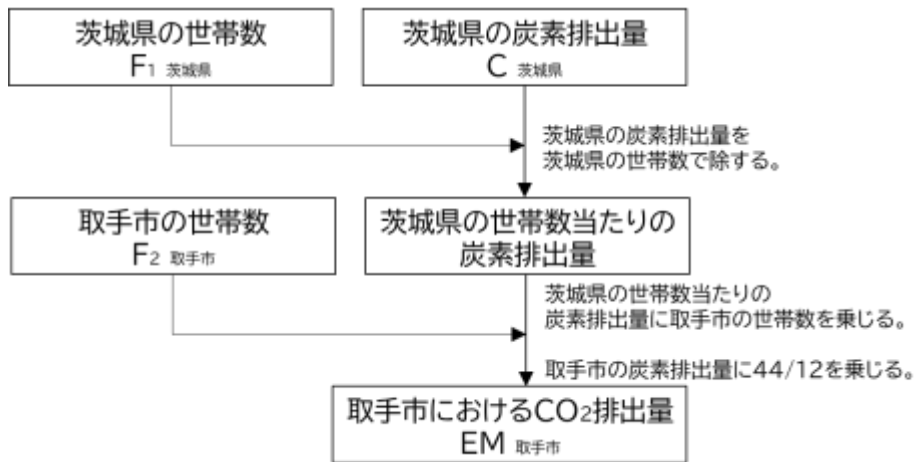 茨城県の世帯数
F1 茨城県
茨城県の炭素排出量
C 茨城県
茨城県の炭素排出量を
茨城県の世帯数で除する。
取手市の世帯数
F2 取手市
茨城県の世帯数当たりの
炭素排出量
茨城県の世帯数当たりの
炭素排出量に取手市の世帯数を乗じる。
取手市の炭素排出量に44/12を乗じる。
取手市におけるCO2排出量
EM 取手市